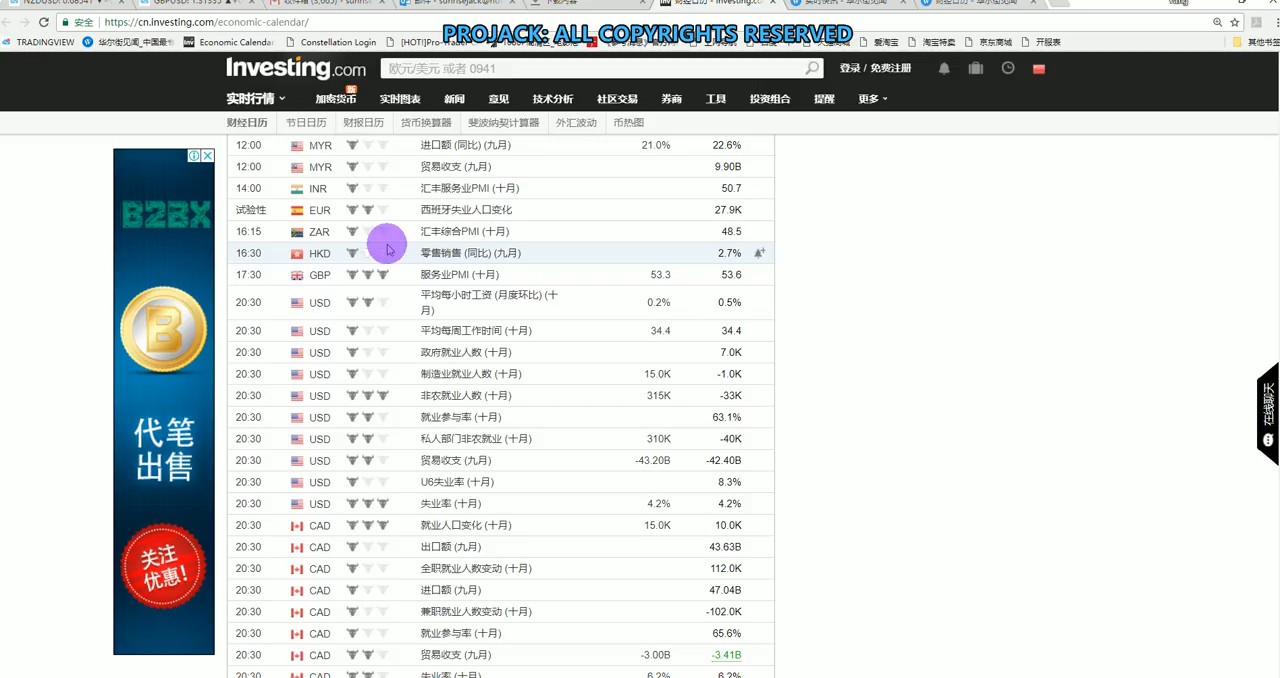 NZDUSD: 0.68541
GBPUSD: 1.31335
PROJACK: ALL COPYRIGHTS RESERVED
安全 https://cn.investing.com/economic-calendar/
TRADINGVIEW 华尔街见闻_中国最 Economic Calendar Constellation Login 爱淘宝 淘宝特卖 京东商城 开服表 其他书签
Investing.com 欧元/美元 或者 0941 登录 / 免费注册
新
实时行情 加密货币 实时图表 新闻 意见 技术分析 社区交易 券商 工具 投资组合 提醒 更多
财经日历 节日日历 财报日历 货币换算器 斐波纳契计算器 外汇波动 币热图
12:00 MYR 进口额 (同比) (九月) 21.0% 22.6%
12:00 MYR 贸易收支 (九月) 9.90B
14:00 INR 汇丰服务业PMI (十月) 50.7
试验性 EUR 西班牙失业人口变化 27.9K
16:15 ZAR 汇丰综合PMI (十月) 48.5
16:30 HKD 零售销售 (同比) (九月) 2.7%
17:30 GBP 服务业PMI (十月) 53.3 53.6
20:30 USD 平均每小时工资 (月度环比) (十
月) 0.2% 0.5%
20:30 USD 平均每周工作时间 (十月) 34.4 34.4
20:30 USD 政府就业人数 (十月) 7.0K
20:30 USD 制造业就业人数 (十月) 15.0K -1.0K
20:30 USD 非农就业人数 (十月) 315K -33K
20:30 USD 就业参与率 (十月) 63.1%
20:30 USD 私人部门非农就业 (十月) 310K -40K
20:30 USD 贸易收支 (九月) -43.20B -42.40B
20:30 USD U6失业率 (十月) 8.3%
20:30 USD 失业率 (十月) 4.2% 4.2%
20:30 CAD 就业人口变化 (十月) 15.0K 10.0K
20:30 CAD 出口额 (九月) 43.63B
20:30 CAD 全职就业人数变动 (十月) 112.0K
20:30 CAD 进口额 (九月) 47.04B
20:30 CAD 兼职就业人数变动 (十月) -102.0K
20:30 CAD 就业参与率 (十月) 65.6%
20:30 CAD 贸易收支 (九月) -3.00B -3.41B
20:30 CAD 失业率 (十月) 6.2% 6.2%
B2BX
B
代笔
出售
关注
优惠!
在线聊天